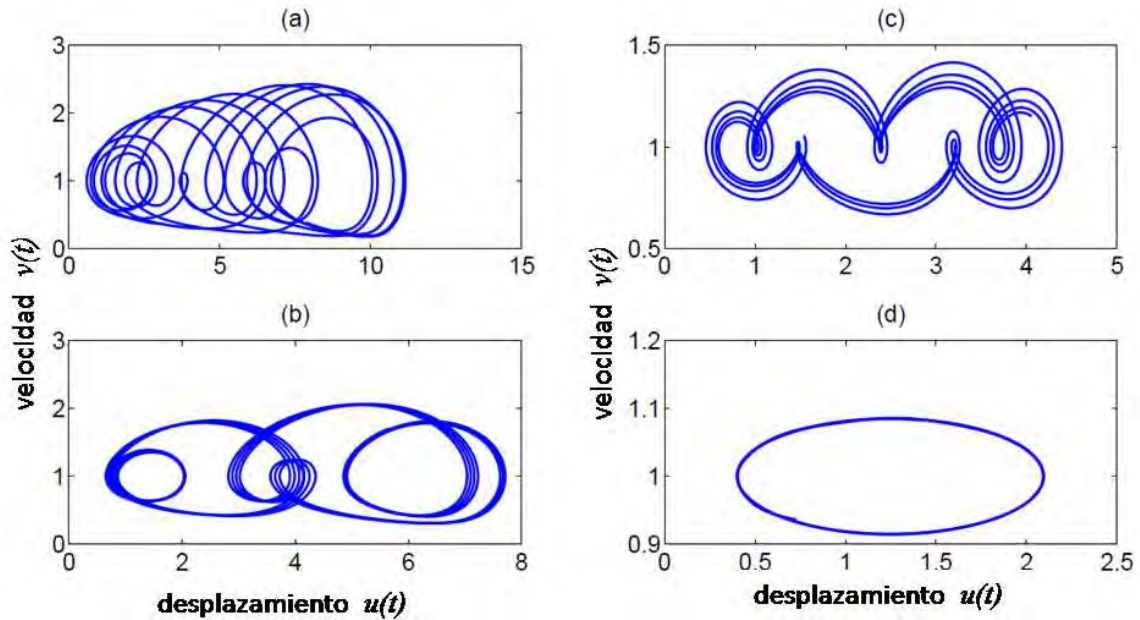 (a)
3
2
1
0
0 5 10 15
(b)
3
2
1
0
0 2 4 6 8
velocidad v(t)
desplazamiento u(t)
(c)
1.5
1
0.5
0 1 2 3 4 5
(d)
1.2
1.1
1
0.9
0 0.5 1 1.5 2 2.5
velocidad v(t)
desplazamiento u(t)